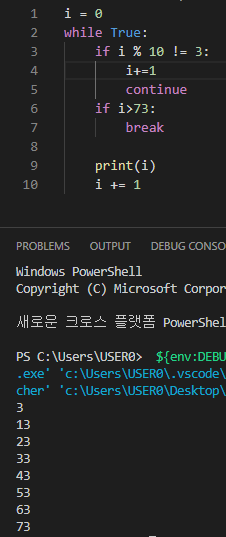 1 i = 0
2 while True:
3     if i % 10 != 3:
4         i+=1
5         continue
6     if i>73:
7         break
8
9     print(i)
10     i += 1
PROBLEMS OUTPUT DEBUG CONSO
Windows PowerShell
Copyright (C) Microsoft Corpor
새로운 크로스 플랫폼 PowerShel
PS C:\Users\USER0>  ${env:DEBU
.exe' 'c:\Users\USER0\.vscode\
cher' 'c:\Users\USER0\Desktop\
3
13
23
33
43
53
63
73